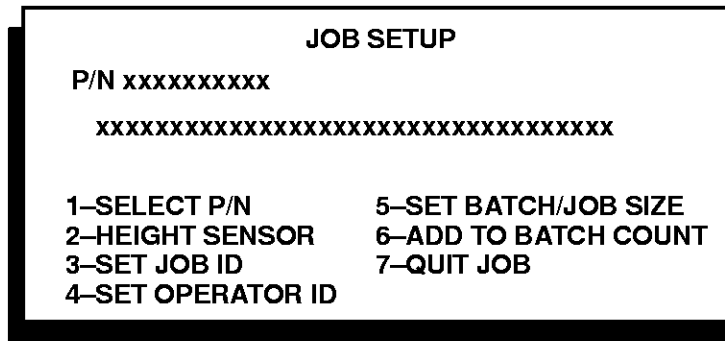 JOB SETUP
P/N xxxxxxxxxx
xxxxxxxxxxxxxxxxxxxxxxxxxxxxxxxxxxx
1–SELECT P/N
2–HEIGHT SENSOR
3–SET JOB ID
4–SET OPERATOR ID
5–SET BATCH/JOB SIZE
6–ADD TO BATCH COUNT
7–QUIT JOB